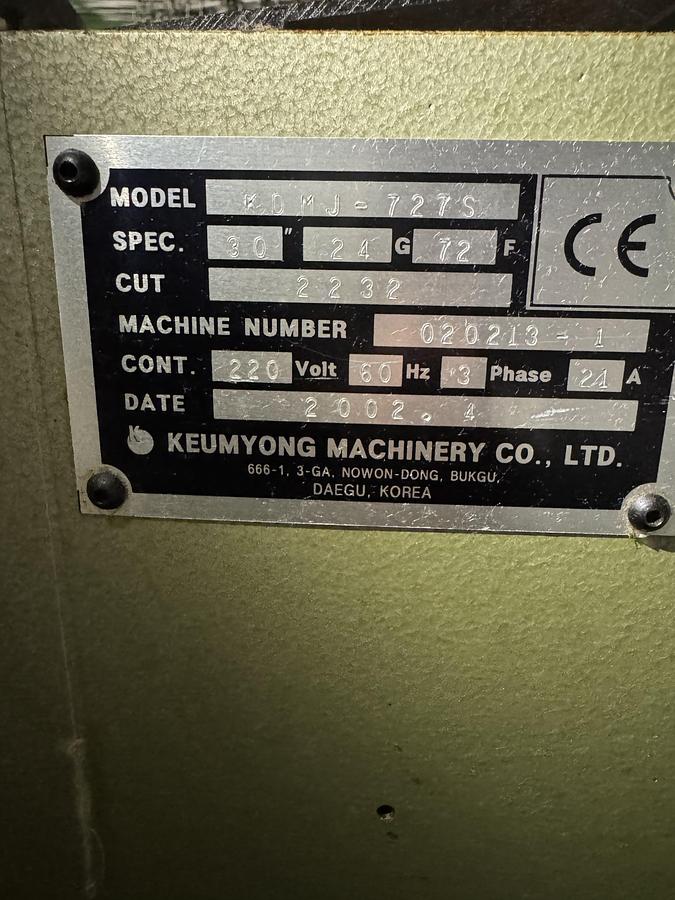 MODEL KDMJ-727S
SPEC. 30" 24 G 72 F
CE
CUT 2232
MACHINE NUMBER 020213-1
CONT. 220 Volt 60 Hz 3 Phase 21 A
DATE 2002.4
KEUMYONG MACHINERY CO., LTD.
666-1, 3-GA, NOWON-DONG, BUKGU,
DAEGU, KOREA